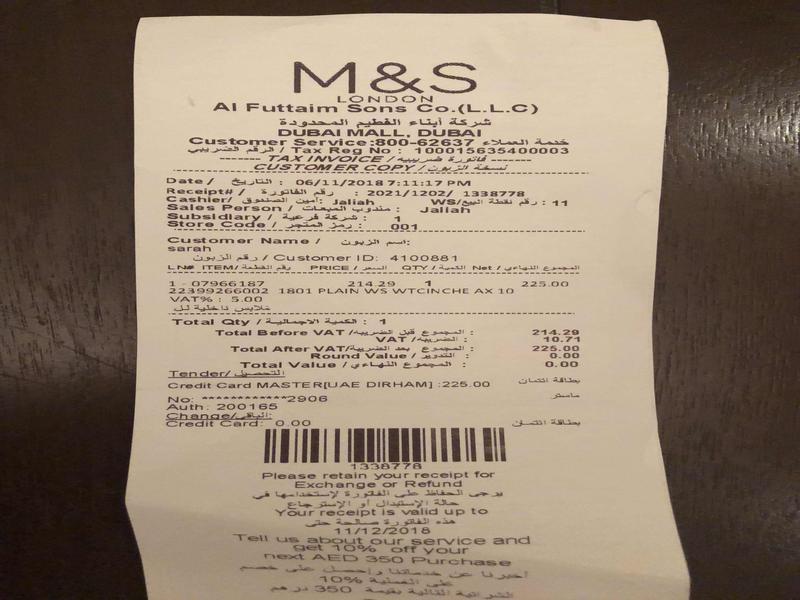 M&S
LONDON
Al Futtaim Sons Co.(L.L.C)
شركة أبناء الفطيم المحدودة
DUBAI MALL, DUBAI
Customer Service:800-62637 خدمة العملاء
Tax Reg No : 100015635400003 / الرقم الضريبي
------- TAX INVOICE / فاتورة ضريبيه -------
CUSTOMER COPY / نسخة الزبون
Date / التاريخ : 06/11/2018 7:11:17 PM
Receipt# / رقم الفاتورة : 2021/1202/ 1338778
Cashier/ أمين الصندوق: Jaliah WS/رقم نقطة البيع : 11
Sales Person / مندوب المبيعات : Jaliah
Subsidiary / شركة فرعية : 1
Store Code / رمز المتجر : 001
Customer Name / اسم الزبون:
sarah
رقم الزبون / Customer ID: 4100881
LN# ITEM/ رقم القطعة PRICE/ السعر QTY/ الكمية Net / المجموع النهاءي
1 - 07966187 214.29 1 225.00
22399266002 1801 PLAIN WS WTCINCHE AX 10
VAT% : 5.00
ملابس داخلية لل
Total Qty / الكمية الاجمالية : 1
Total Before VAT / المجموع قبل الضريبه : 214.29
VAT / الضريبه : 10.71
Total After VAT/ المجموع بعد الضريبه : 225.00
Round Value / التدوير : 0.00
Total Value / المجموع النهاءي : 0.00
Tender/ التحصيل
Credit Card MASTER[UAE DIRHAM] :225.00 بطاقة ائتمان
ماستر
No: ************2906
Auth: 200165
Change/ الباقي:
Credit Card: 0.00 بطاقة ائتمان
1338778
Please retain your receipt for
Exchange or Refund
يرجى الحفاظ على الفاتورة لإستخدامها في
حالة الإستبدال أو الإسترجاع
Your receipt is valid up to
هذه الفاتورة صالحة حتى
11/12/2018
Tell us about our service and
get 10% off your
next AED 350 Purchase
أخبرنا عن خدماتنا واحصل على خصم
10% على العملية
الشرائية التالية بقيمة 350 درهم